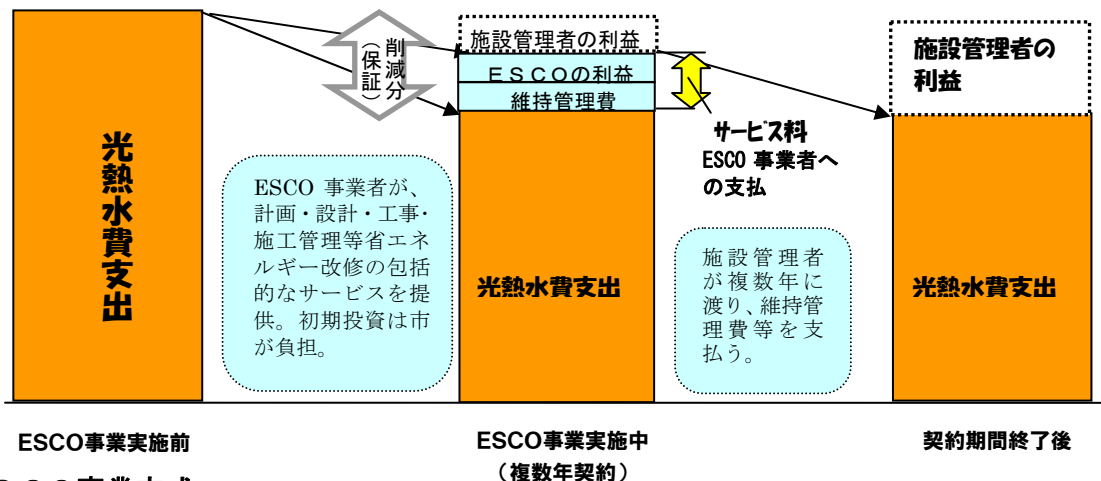 光熱水費支出
削減分
（保証）
施設管理者の利益
ＥＳＣＯの利益
維持管理費
光熱水費支出
サービス料
ESCO 事業者へ
の支払
施設管理者の
利益
光熱水費支出
ESCO 事業者が、
計画・設計・工事・
施工管理等省エネ
ルギー改修の包括
的なサービスを提
供。初期投資は市
が負担。
施設管理者
が複数年に
渡り、維持管
理費等を支
払う。
ESCO事業実施前
ESCO事業実施中
（複数年契約）
契約期間終了後